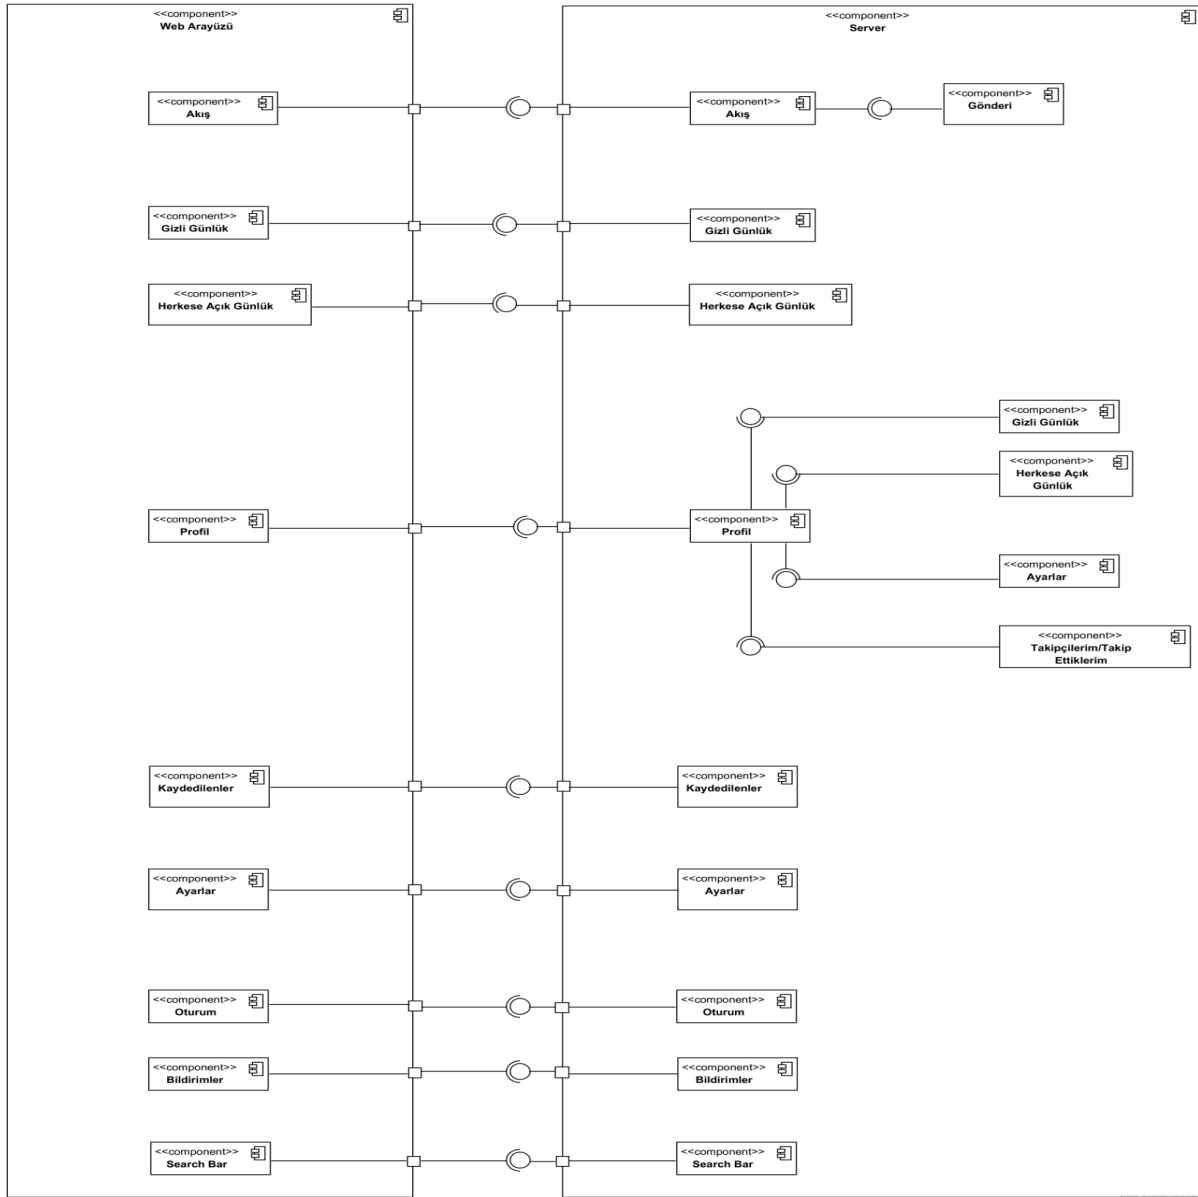 <<component>>
Web Arayüzü
<<component>>
Server
<<component>>
Akış
<<component>>
Akış
<<component>>
Gönderi
<<component>>
Gizli Günlük
<<component>>
Gizli Günlük
<<component>>
Herkese Açık Günlük
<<component>>
Herkese Açık Günlük
<<component>>
Gizli Günlük
<<component>>
Herkese Açık
Günlük
<<component>>
Profil
<<component>>
Profil
<<component>>
Ayarlar
<<component>>
Takipçilerim/Takip
Ettiklerim
<<component>>
Kaydedilenler
<<component>>
Kaydedilenler
<<component>>
Ayarlar
<<component>>
Ayarlar
<<component>>
Oturum
<<component>>
Oturum
<<component>>
Bildirimler
<<component>>
Bildirimler
<<component>>
Search Bar
<<component>>
Search Bar